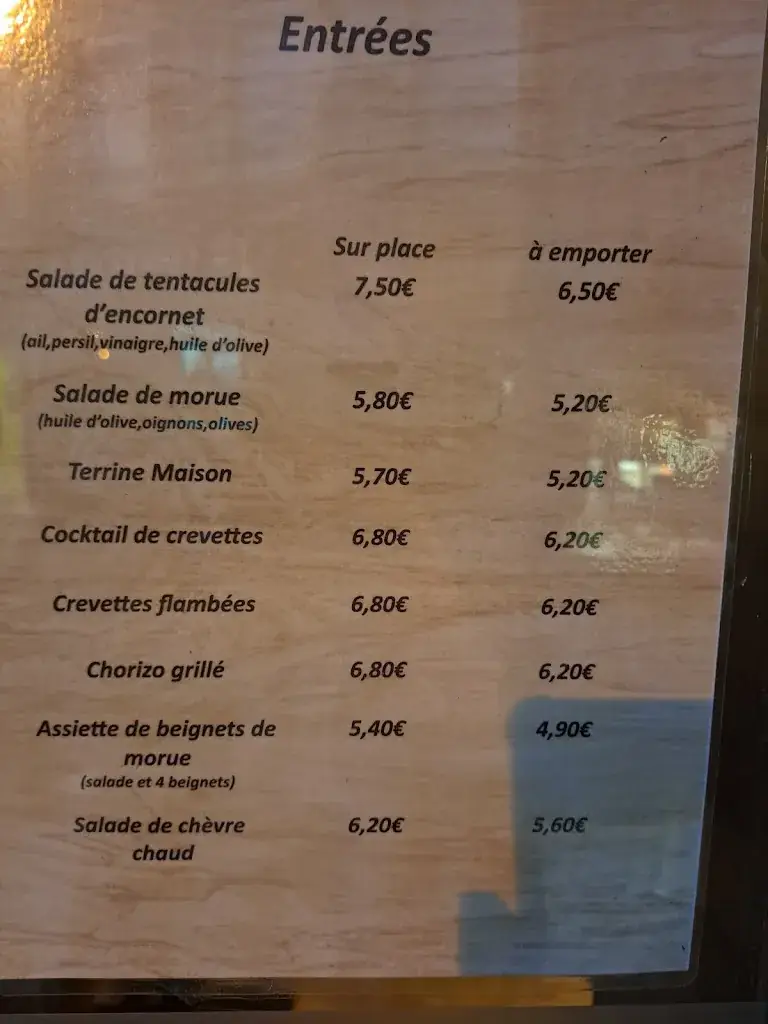 Entrées
Sur place à emporter
Salade de tentacules 7,50€ 6,50€
d'encornet
(ail,persil,vinaigre,huile d'olive)
Salade de morue 5,80€ 5,20€
(huile d'olive,oignons,olives)
Terrine Maison 5,70€ 5,20€
Cocktail de crevettes 6,80€ 6,20€
Crevettes flambées 6,80€ 6,20€
Chorizo grillé 6,80€ 6,20€
Assiette de beignets de 5,40€ 4,90€
morue
(salade et 4 beignets)
Salade de chèvre 6,20€ 5,60€
chaud